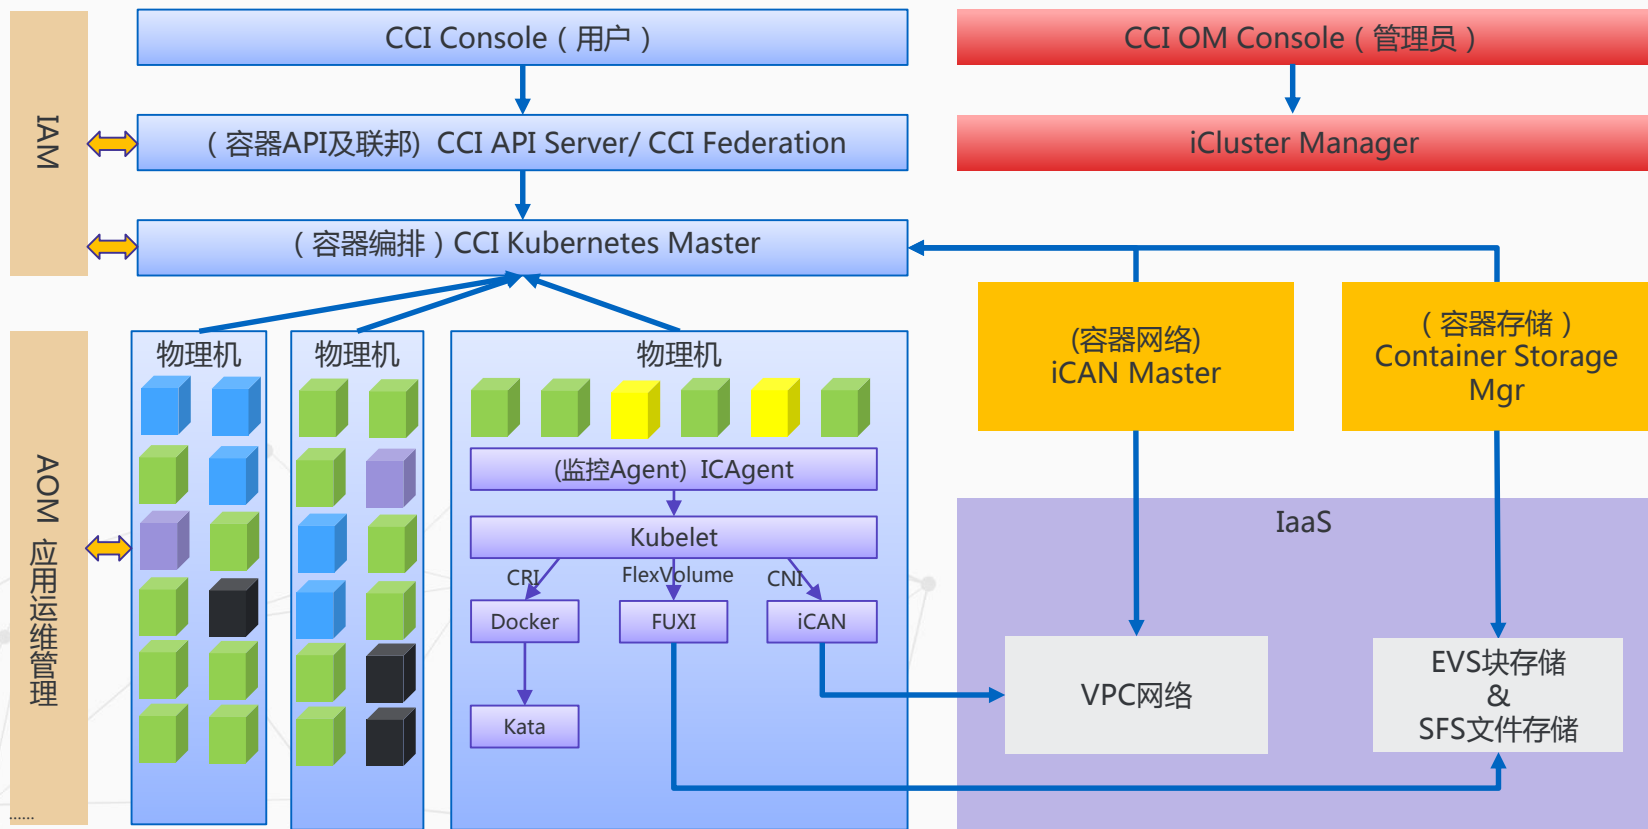 CCI Console（用户）
CCI OM Console（管理员）
IAM
（容器API及联邦）CCI API Server/ CCI Federation
iCluster Manager
（容器编排）CCI Kubernetes Master
物理机
物理机
物理机
(容器网络)
iCAN Master
（容器存储）
Container Storage
Mgr
AOM 应用运维管理
(监控Agent) ICAgent
Kubelet
CRI
FlexVolume
CNI
Docker
FUXI
iCAN
Kata
IaaS
VPC网络
EVS块存储
&
SFS文件存储
......